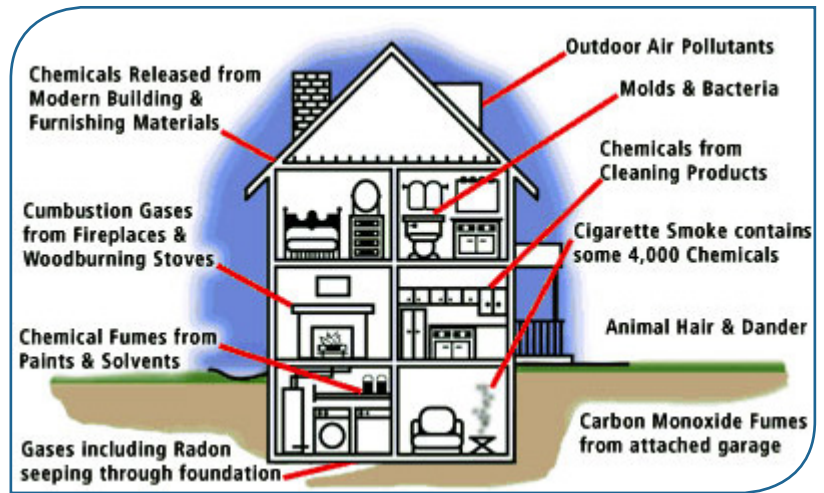 Chemicals Released from
Modern Building &
Furnishing Materials
Cumbustion Gases
from Fireplaces &
Woodburning Stoves
Chemical Fumes from
Paints & Solvents
Gases including Radon
seeping through foundation
Outdoor Air Pollutants
Molds & Bacteria
Chemicals from
Cleaning Products
Cigarette Smoke contains
some 4,000 Chemicals
Animal Hair & Dander
Carbon Monoxide Fumes
from attached garage